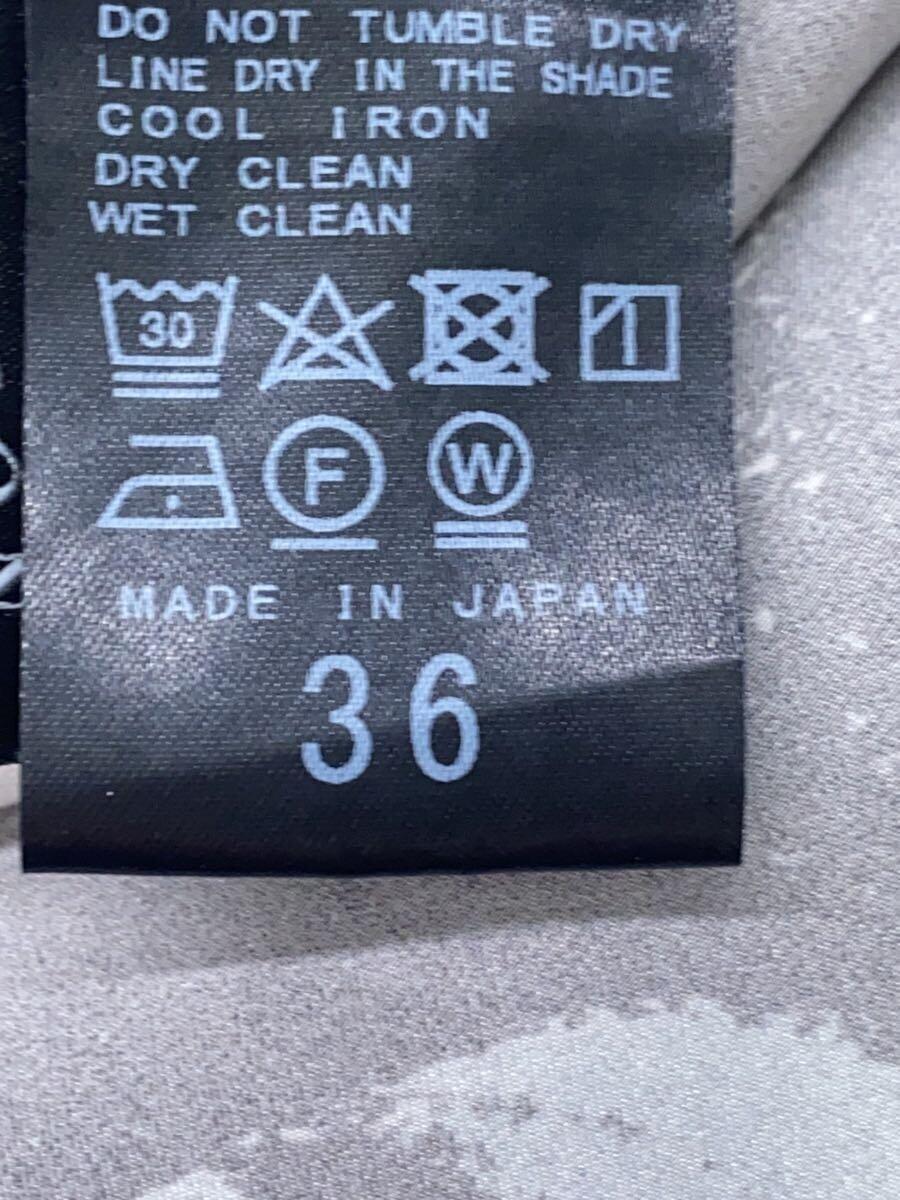 DO NOT TUMBLE DRY
LINE DRY IN THE SHADE
COOL IRON
DRY CLEAN
WET CLEAN
30
F W
MADE IN JAPAN
36